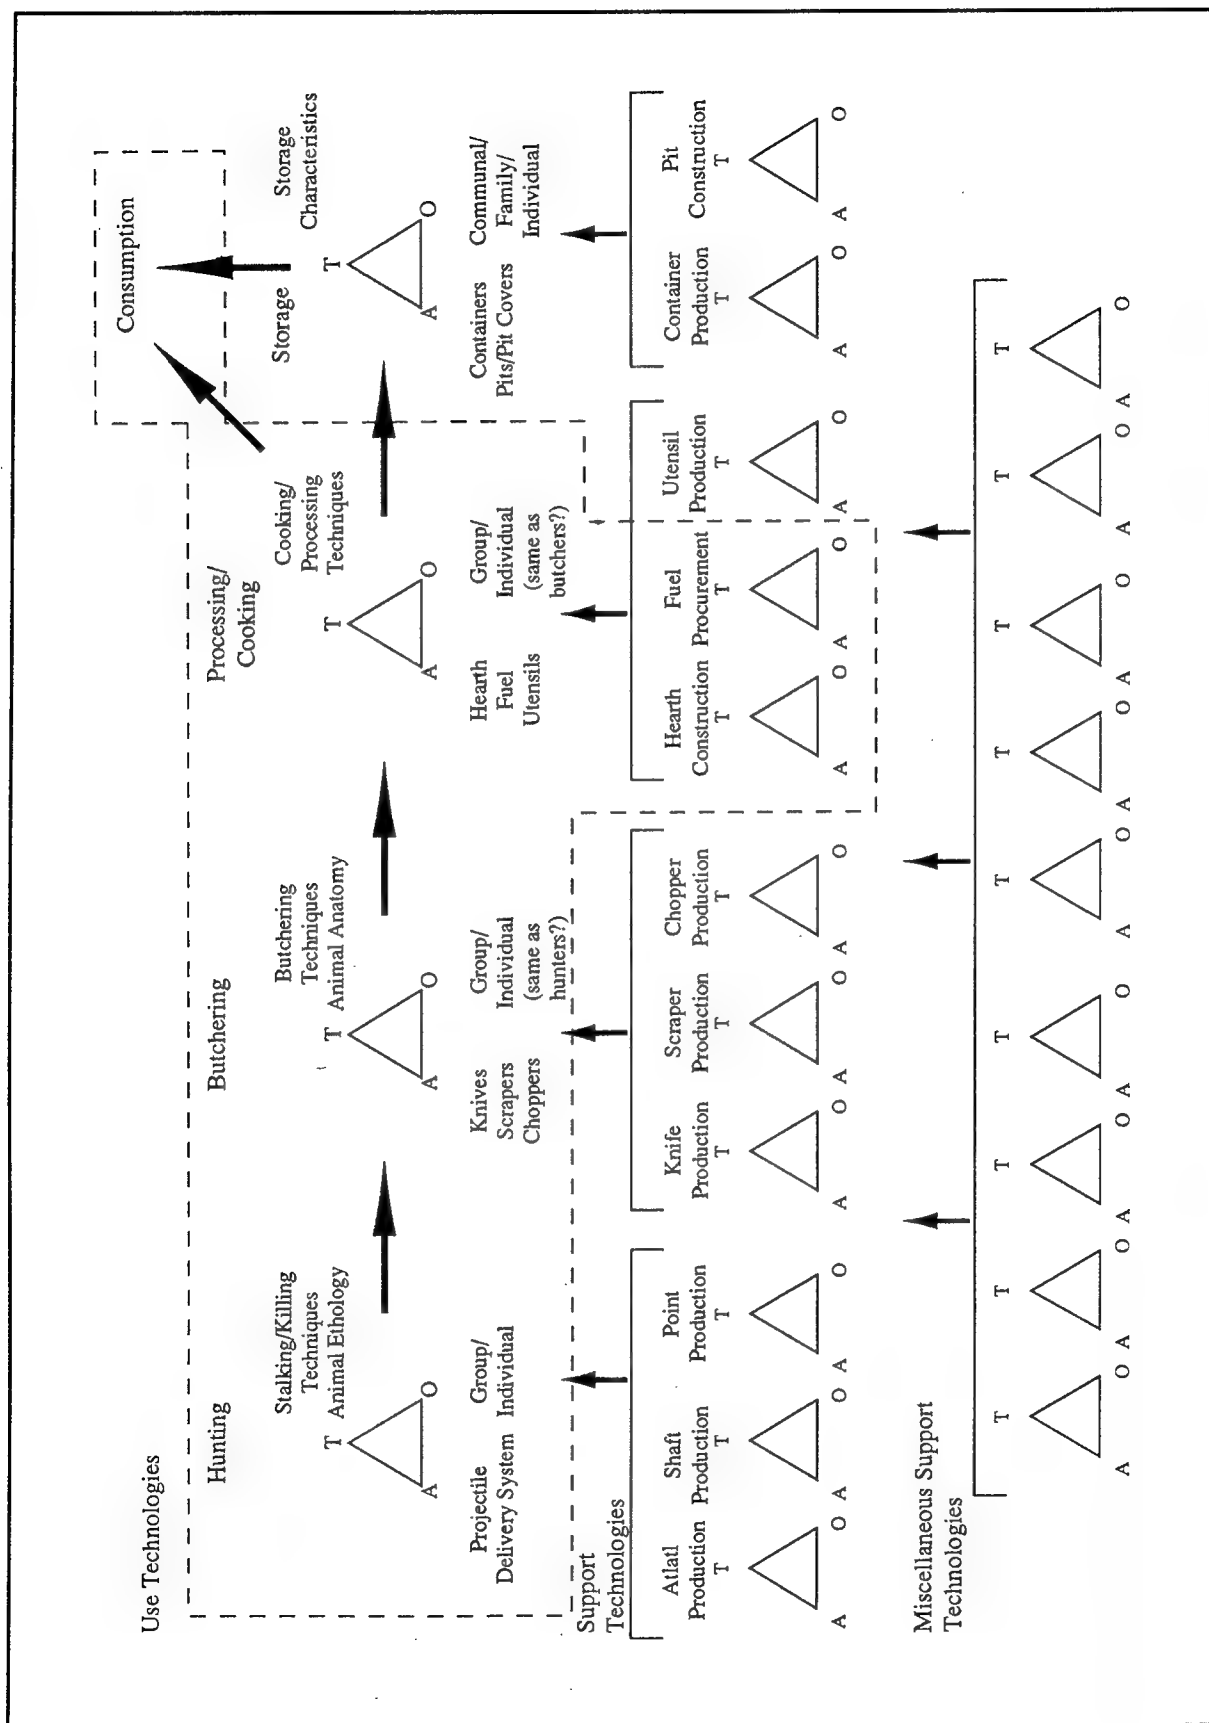 Use Technologies
Consumption
Hunting
Butchering
Processing/
Cooking
Storage
Stalking/Killing
Techniques
Animal Ethology
T
A
O
Projectile
Delivery System
Group/
Individual
Butchering
Techniques
Animal Anatomy
T
A
O
Knives
Scrapers
Choppers
Group/
Individual
(same as
hunters?)
Cooking/
Processing
Techniques
T
A
O
Hearth
Fuel
Utensils
Group/
Individual
(same as
butchers?)
Storage
Characteristics
T
A
O
Containers
Pits/Pit Covers
Communal/
Family/
Individual
Support
Technologies
Atlatl
Production
T
A
O
Shaft
Production
T
A
O
Point
Production
T
A
O
Knife
Production
T
A
O
Scraper
Production
T
A
O
Chopper
Production
T
A
O
Hearth
Construction
T
A
O
Fuel
Procurement
T
A
O
Utensil
Production
T
A
O
Container
Production
T
A
O
Pit
Construction
T
A
O
Miscellaneous Support
Technologies
T
A
O
T
A
O
T
A
O
T
A
O
T
A
O
T
A
O
T
A
O
T
A
O
T
A
O